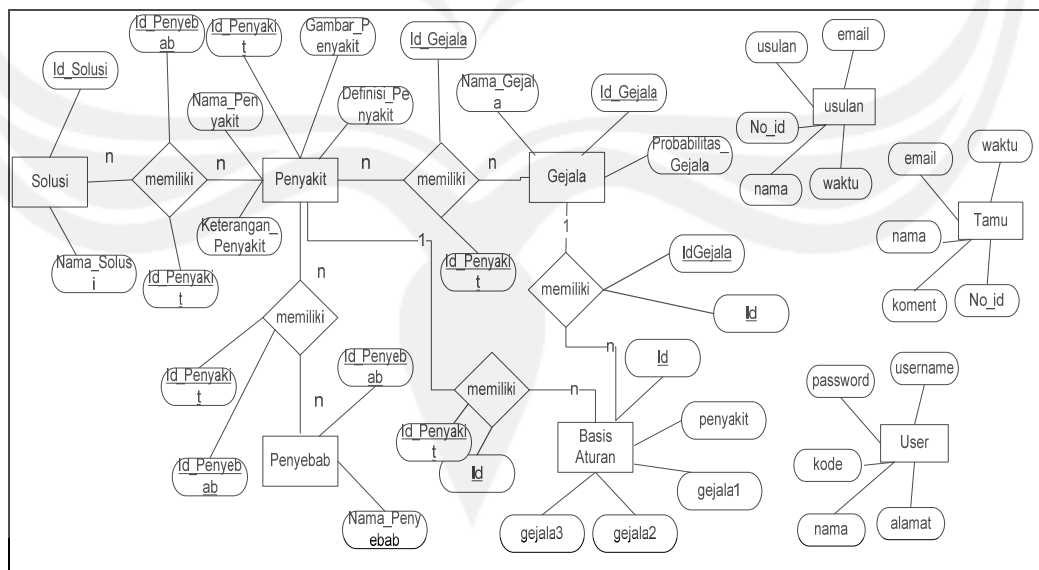 Id_Penyeb
ab
Id_Penyaki
t
Gambar_P
enyakit
Id_Gejala
Id_Solusi
Nama_Pen
yakit
Definisi_Pe
nyakit
Nama_Gejal
a
Id_Gejala
usulan
email
usulan
No_id
nama
waktu
Solusi
n
memiliki
n
Penyakit
n
memiliki
n
Gejala
Probabilitas_
Gejala
email
waktu
Tamu
nama
koment
No_id
Nama_Solus
i
Id_Penyaki
t
Keterangan_
Penyakit
1
Id_Penyaki
t
1
memiliki
IdGejala
Id
n
n
memiliki
n
Id_Penyaki
t
Id_Penyeb
ab
Id_Penyeb
ab
Penyebab
Nama_Peny
ebab
memiliki
n
Id_Penyaki
t
Id
Id
Basis
Aturan
penyakit
gejala1
gejala2
gejala3
password
username
User
kode
nama
alamat